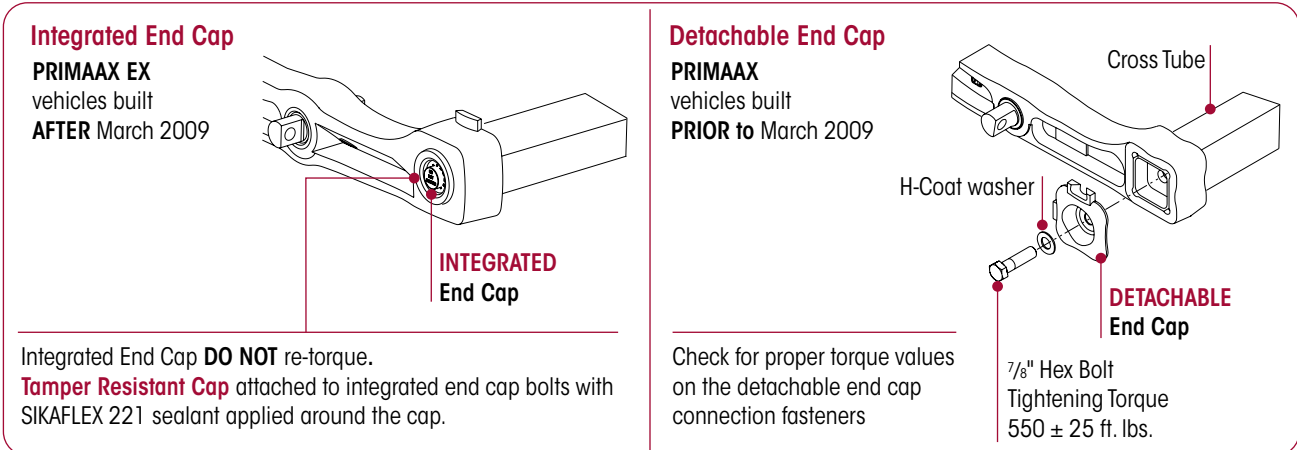 Integrated End Cap
PRIMAAX EX
vehicles built
AFTER March 2009
INTEGRATED
End Cap
Integrated End Cap DO NOT re-torque.
Tamper Resistant Cap attached to integrated end cap bolts with
SIKAFLEX 221 sealant applied around the cap.
Detachable End Cap
PRIMAAX
vehicles built
PRIOR to March 2009
Cross Tube
H-Coat washer
DETACHABLE
End Cap
Check for proper torque values
on the detachable end cap
connection fasteners
⁷/₈" Hex Bolt
Tightening Torque
550 ± 25 ft. lbs.